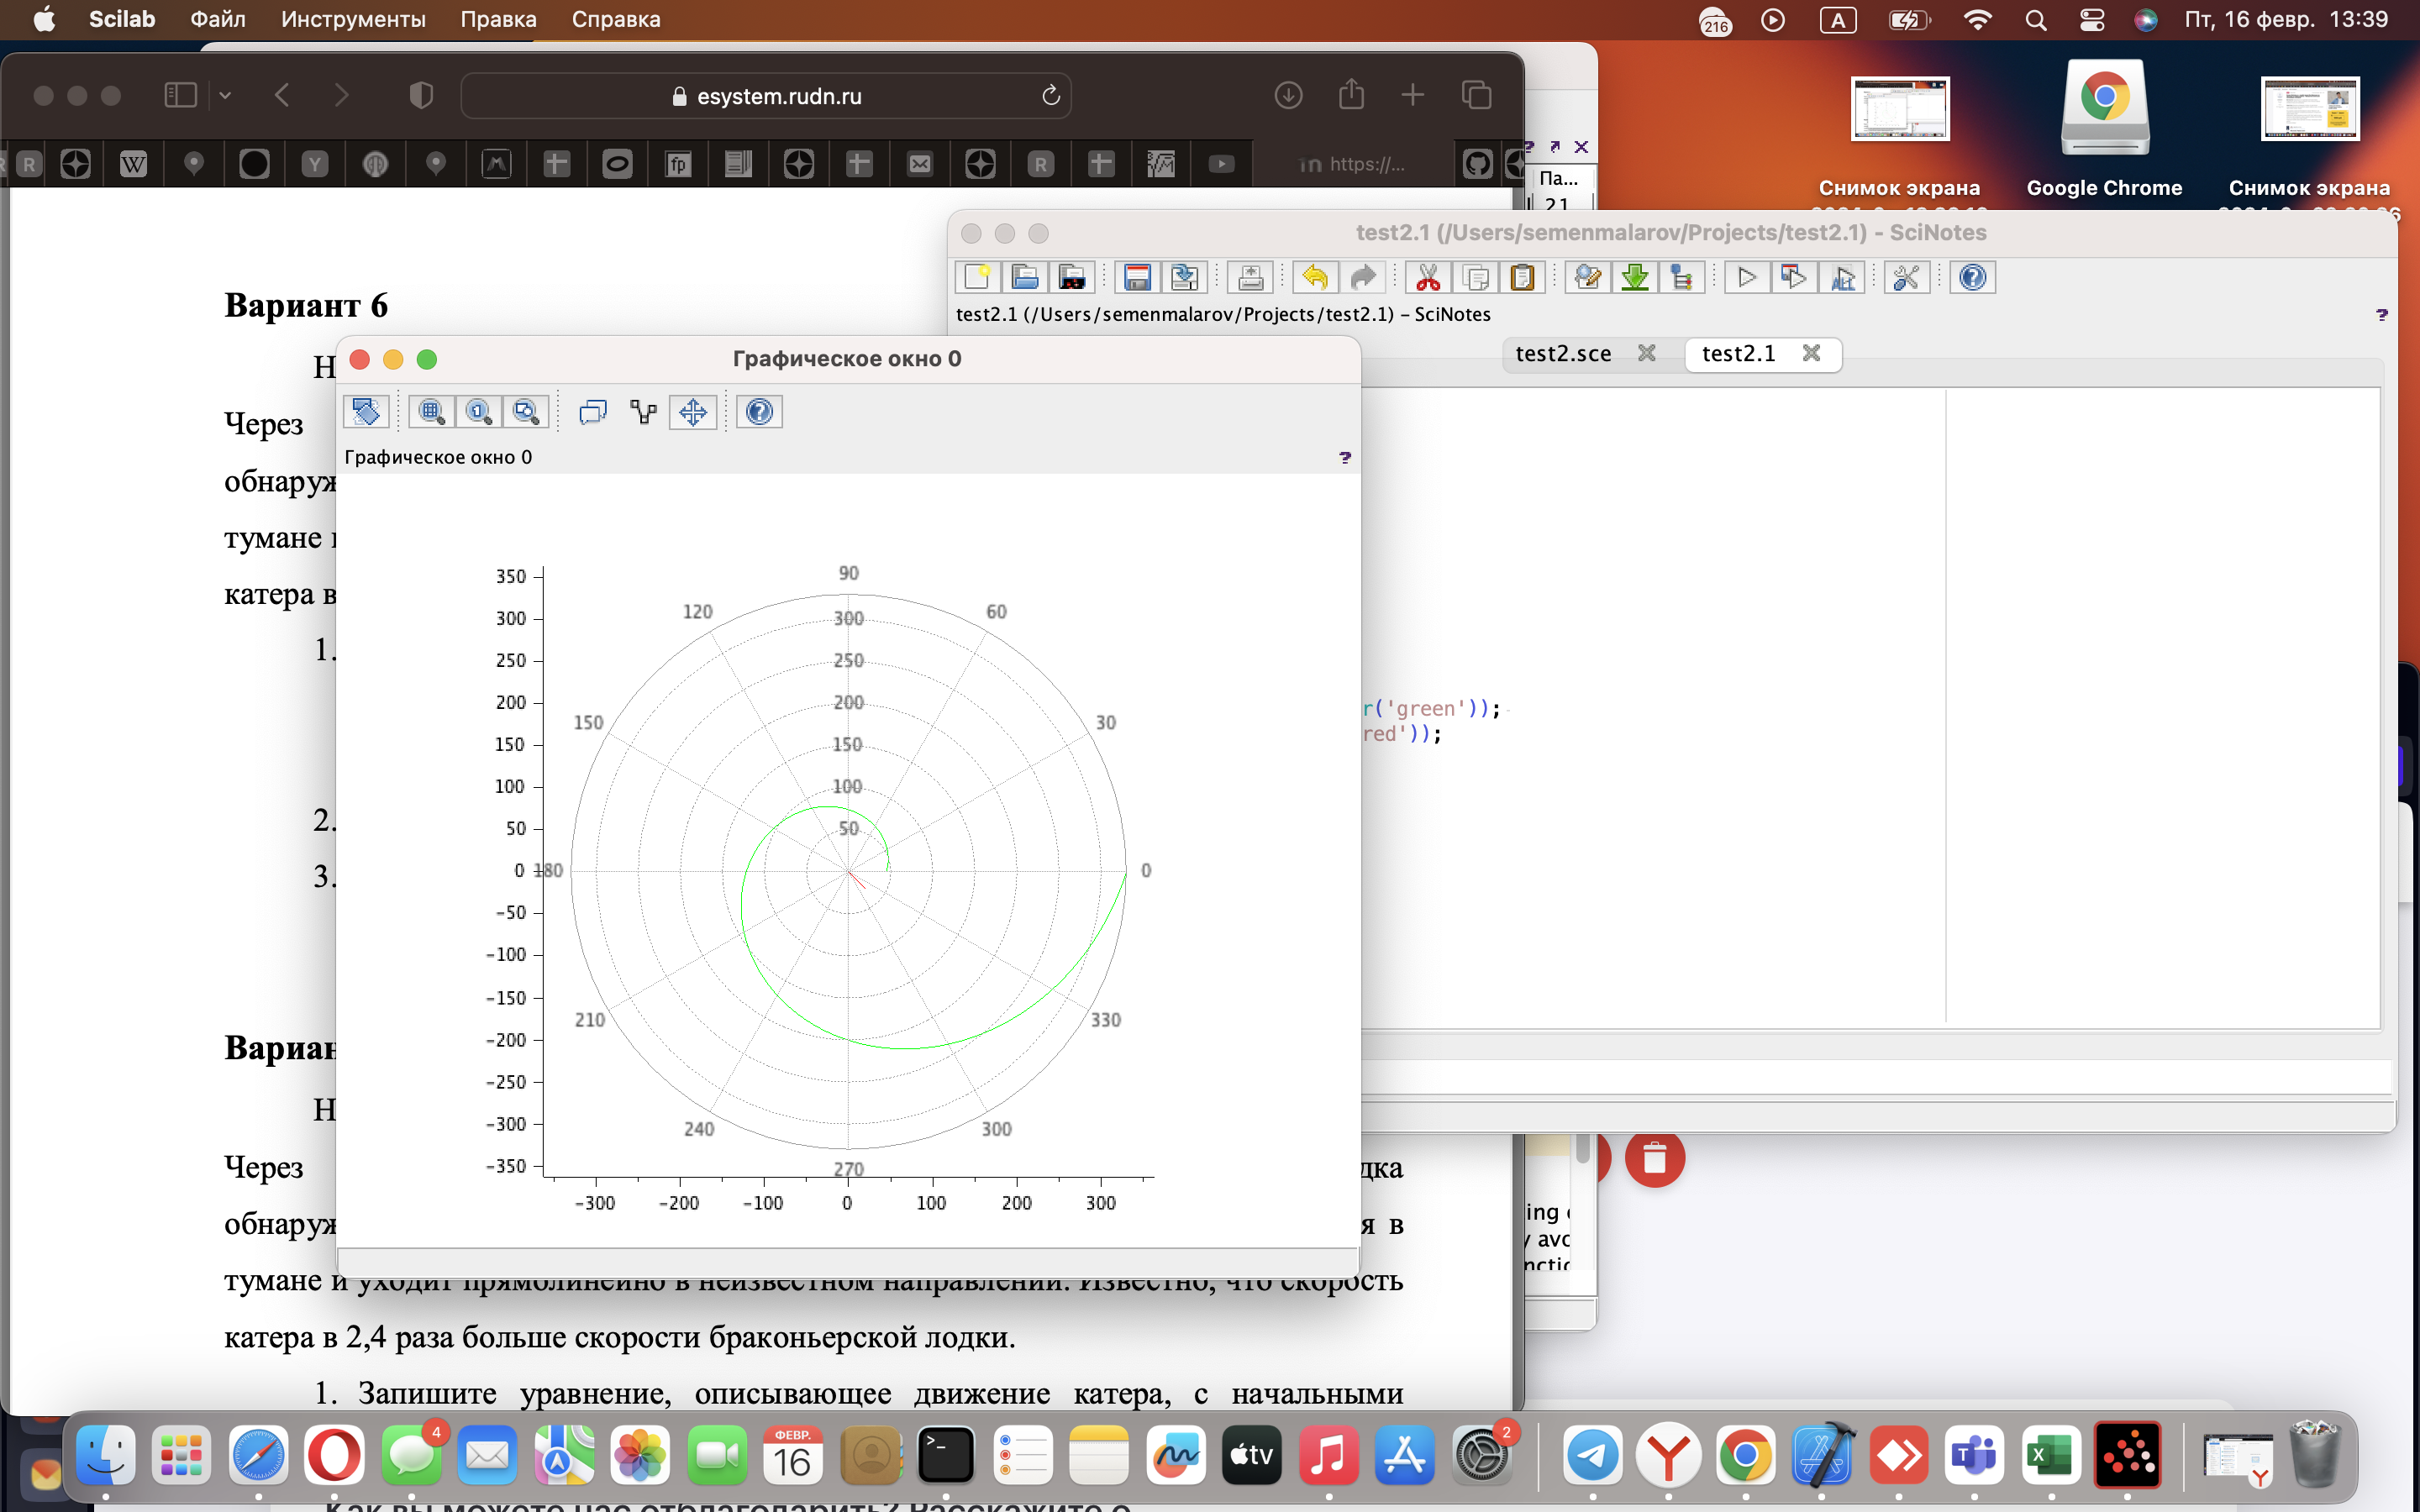 Scilab Файл Инструменты Правка Справка
216
A
Пт, 16 февр. 13:39
esystem.rudn.ru
R W Y fp R https://...
Снимок экрана
Google Chrome
Снимок экрана
Па...
21
test2.1 (/Users/semenmalarov/Projects/test2.1) - SciNotes
test2.1 (/Users/semenmalarov/Projects/test2.1) - SciNotes
?
test2.sce
test2.1
r('green'));
red'));
Вариант 6
Н
Через
обнаруж
тумане
катера в
1.
2.
3.
Вариан
Н
Через
дка
обнаруж
я в
тумане и уходит прямолинейно в неизвестном направлении. Известно, что скорость
катера в 2,4 раза больше скорости браконьерской лодки.
1. Запишите уравнение, описывающее движение катера, с начальными
Графическое окно 0
Графическое окно 0
?
350
300
250
200
150
100
50
0
-50
-100
-150
-200
-250
-300
-350
-300 -200 -100 0 100 200 300
90
120 60
150 30
180 0
210 330
240 300
270
300
250
200
150
100
50
ing
y avo
nctio
4
ФЕВР.
16
tv
2
Как вы можете нас отблагодарить? Расскажите о